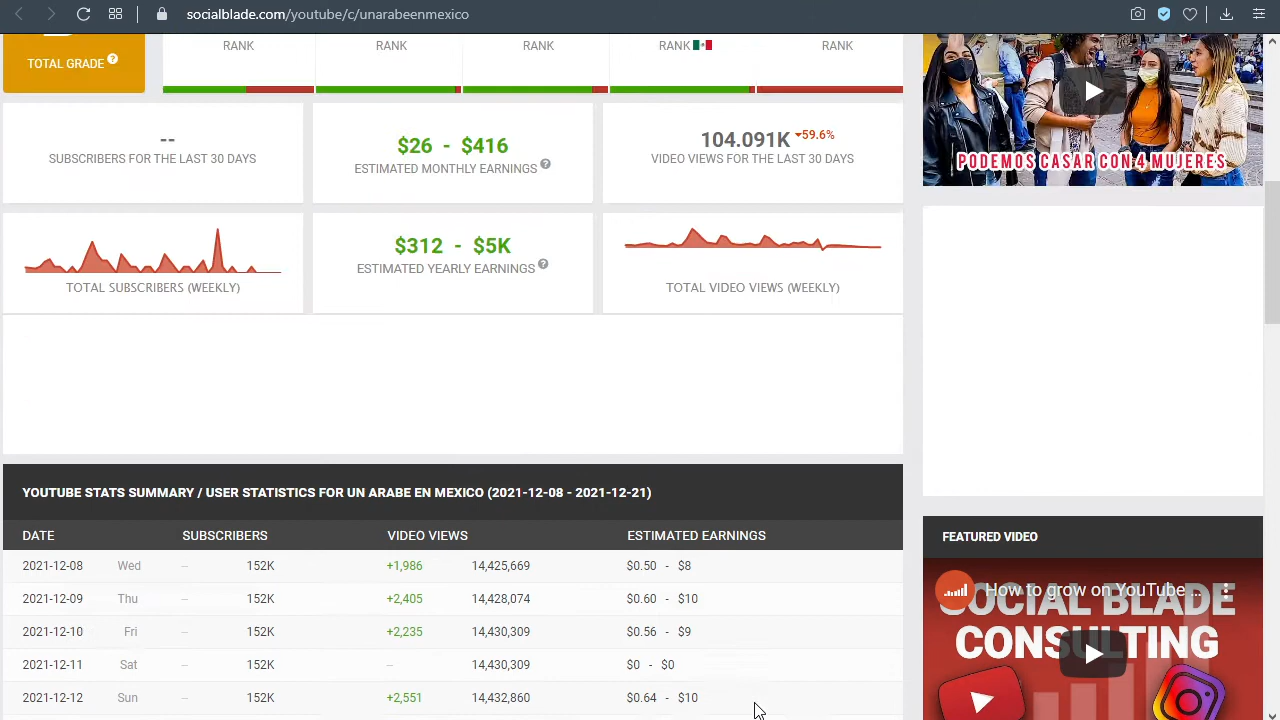 socialblade.com/youtube/c/unarabeenmexico
TOTAL GRADE ?
RANK
RANK
RANK
RANK
RANK
--
SUBSCRIBERS FOR THE LAST 30 DAYS
$26 - $416
ESTIMATED MONTHLY EARNINGS ?
104.091K 59.6%
VIDEO VIEWS FOR THE LAST 30 DAYS
PODEMOS CASAR CON 4 MUJERES
TOTAL SUBSCRIBERS (WEEKLY)
$312 - $5K
ESTIMATED YEARLY EARNINGS ?
TOTAL VIDEO VIEWS (WEEKLY)
YOUTUBE STATS SUMMARY / USER STATISTICS FOR UN ARABE EN MEXICO (2021-12-08 - 2021-12-21)
DATE SUBSCRIBERS VIDEO VIEWS ESTIMATED EARNINGS
2021-12-08 Wed -- 152K +1,986 14,425,669 $0.50 - $8
2021-12-09 Thu -- 152K +2,405 14,428,074 $0.60 - $10
2021-12-10 Fri -- 152K +2,235 14,430,309 $0.56 - $9
2021-12-11 Sat -- 152K -- 14,430,309 $0 - $0
2021-12-12 Sun -- 152K +2,551 14,432,860 $0.64 - $10
FEATURED VIDEO
How to grow on YouTube ...
SOCIAL BLADE
CONSULTING